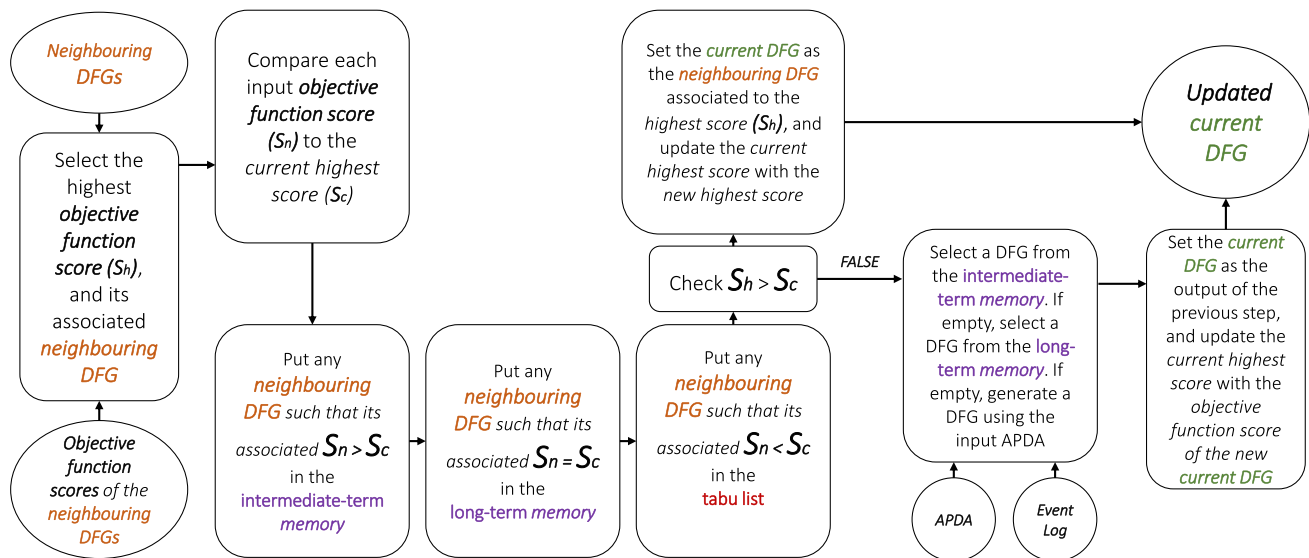 Neighbouring
DFGs
Select the
highest
objective
function
score (Sh),
and its
associated
neighbouring
DFG
Objective
function
scores of the
neighbouring
DFGs
Compare each
input objective
function score
(Sn) to the
current highest
score (Sc)
Put any
neighbouring
DFG such that its
associated Sn > Sc
in the
intermediate-term
memory
Put any
neighbouring
DFG such that its
associated Sn = Sc
in the
long-term memory
Put any
neighbouring
DFG such that its
associated Sn < Sc
in the
tabu list
Check Sh > Sc
Set the current DFG as
the neighbouring DFG
associated to the
highest score (Sh), and
update the current
highest score with the
new highest score
FALSE
Select a DFG from
the intermediate-
term memory. If
empty, select a
DFG from the long-
term memory. If
empty, generate a
DFG using the
input APDA
APDA
Event
Log
Set the current
DFG as the
output of the
previous step,
and update the
current highest
score with the
objective
function score
of the new
current DFG
Updated
current
DFG